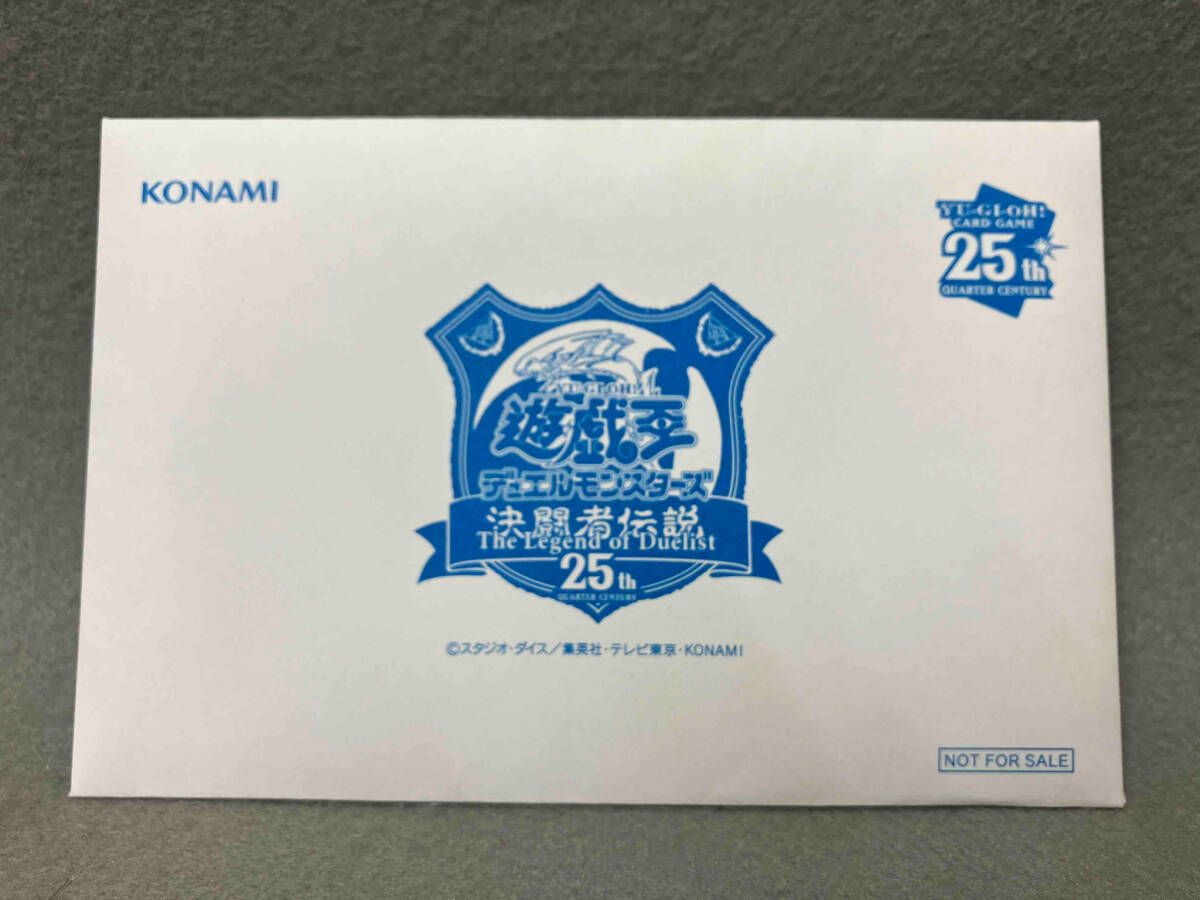 KONAMI
YU-GI-OH!
CARD GAME
25th
QUARTER CENTURY
YU-GI-OH!
遊戯王
デュエルモンスターズ
決闘者伝説
The Legend of Duelist
25th
QUARTER CENTURY
©スタジオ・ダイス/集英社・テレビ東京・KONAMI
NOT FOR SALE